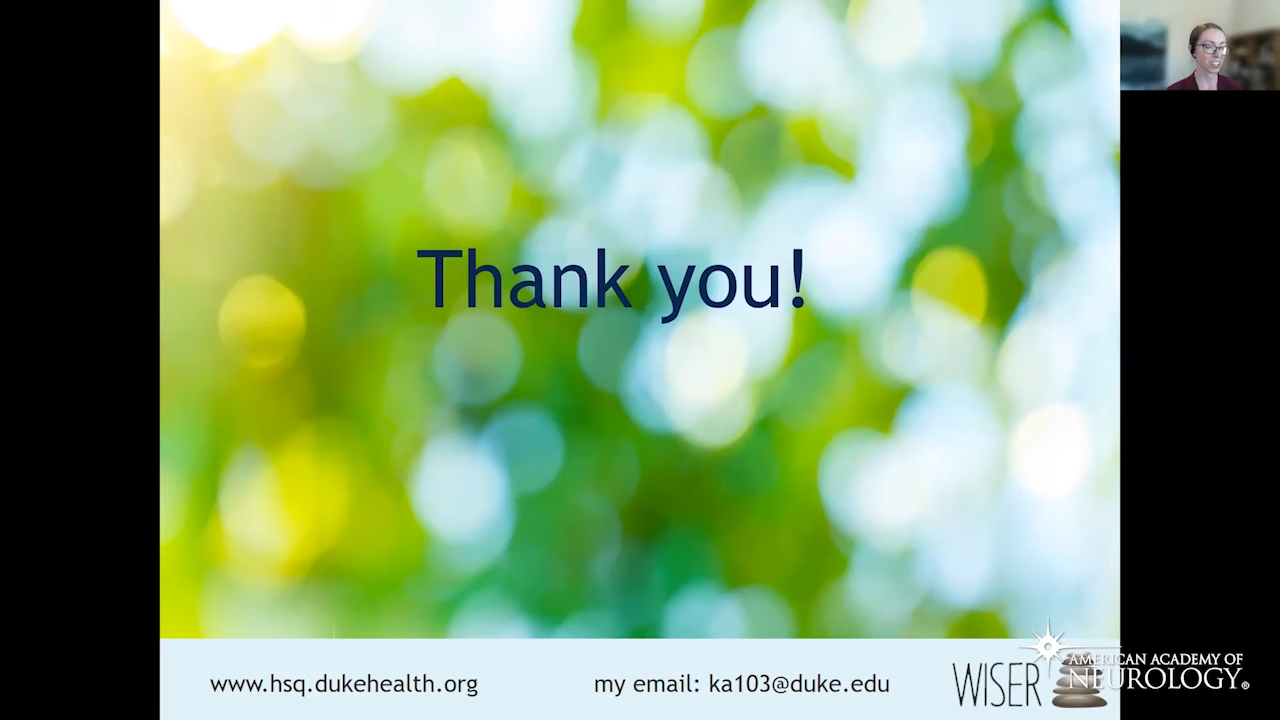 Thank you!
www.hsq.dukehealth.org
my email: ka103@duke.edu
WISER
AMERICAN ACADEMY OF
NEUROLOGY®